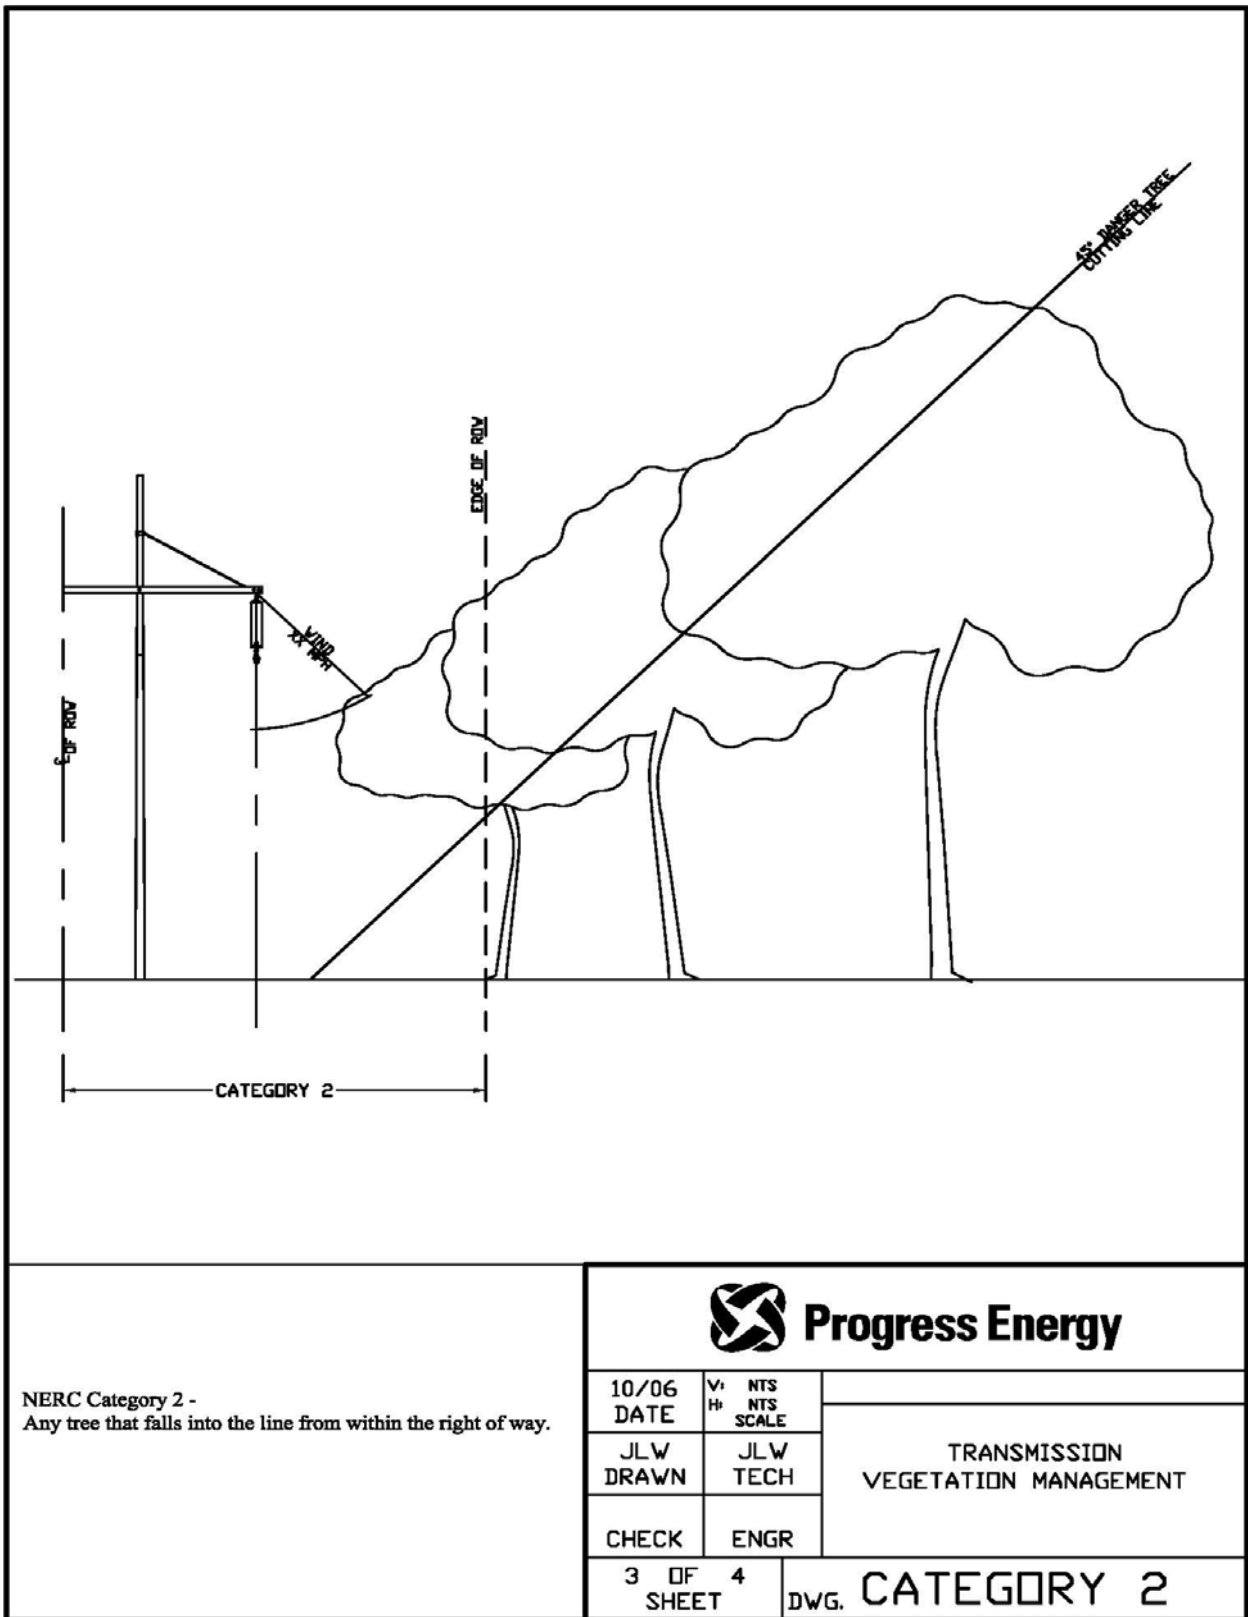 45° DANGER TREE
CUTTING LINE
EDGE OF ROW
WIND
XX MPH
℄ OF ROW
CATEGORY 2
NERC Category 2 -
Any tree that falls into the line from within the right of way.
Progress Energy
10/06
DATE
V: NTS
H: NTS
SCALE
JLW
DRAWN
JLW
TECH
TRANSMISSION
VEGETATION MANAGEMENT
CHECK
ENGR
3 OF 4
SHEET
DWG. CATEGORY 2